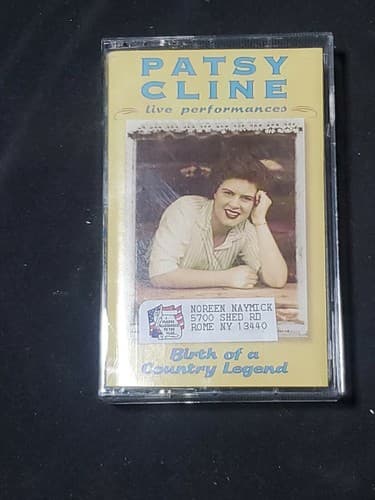 PATSY
CLINE
live performances
NOREEN NAYMICK
5700 SHED RD
ROME NY 13440
Birth of a
Country Legend